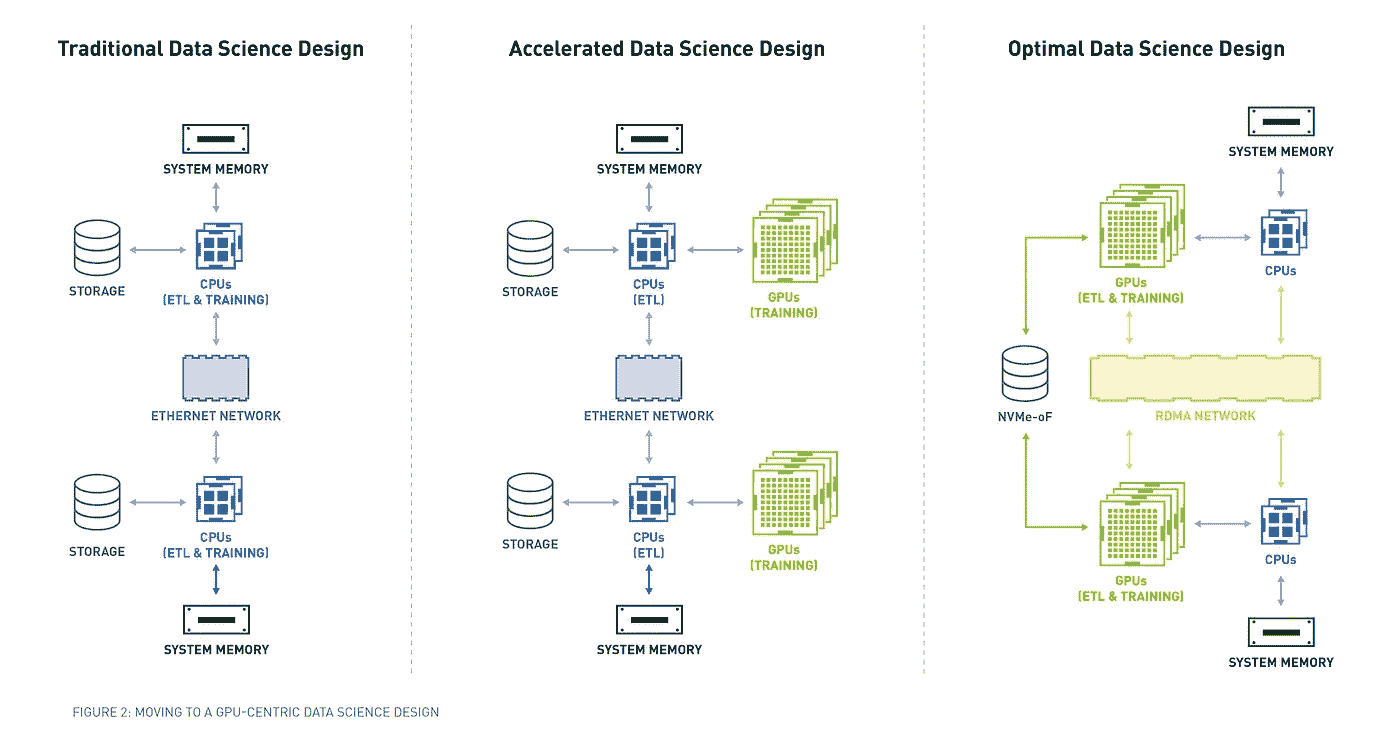 Traditional Data Science Design
SYSTEM MEMORY
STORAGE
CPUs
(ETL & TRAINING)
ETHERNET NETWORK
STORAGE
CPUs
(ETL & TRAINING)
SYSTEM MEMORY
Accelerated Data Science Design
SYSTEM MEMORY
STORAGE
CPUs
(ETL)
GPUs
(TRAINING)
ETHERNET NETWORK
STORAGE
CPUs
(ETL)
GPUs
(TRAINING)
SYSTEM MEMORY
Optimal Data Science Design
SYSTEM MEMORY
GPUs
(ETL & TRAINING)
CPUs
NVMe-oF
RDMA NETWORK
GPUs
(ETL & TRAINING)
CPUs
SYSTEM MEMORY
FIGURE 2: MOVING TO A GPU-CENTRIC DATA SCIENCE DESIGN